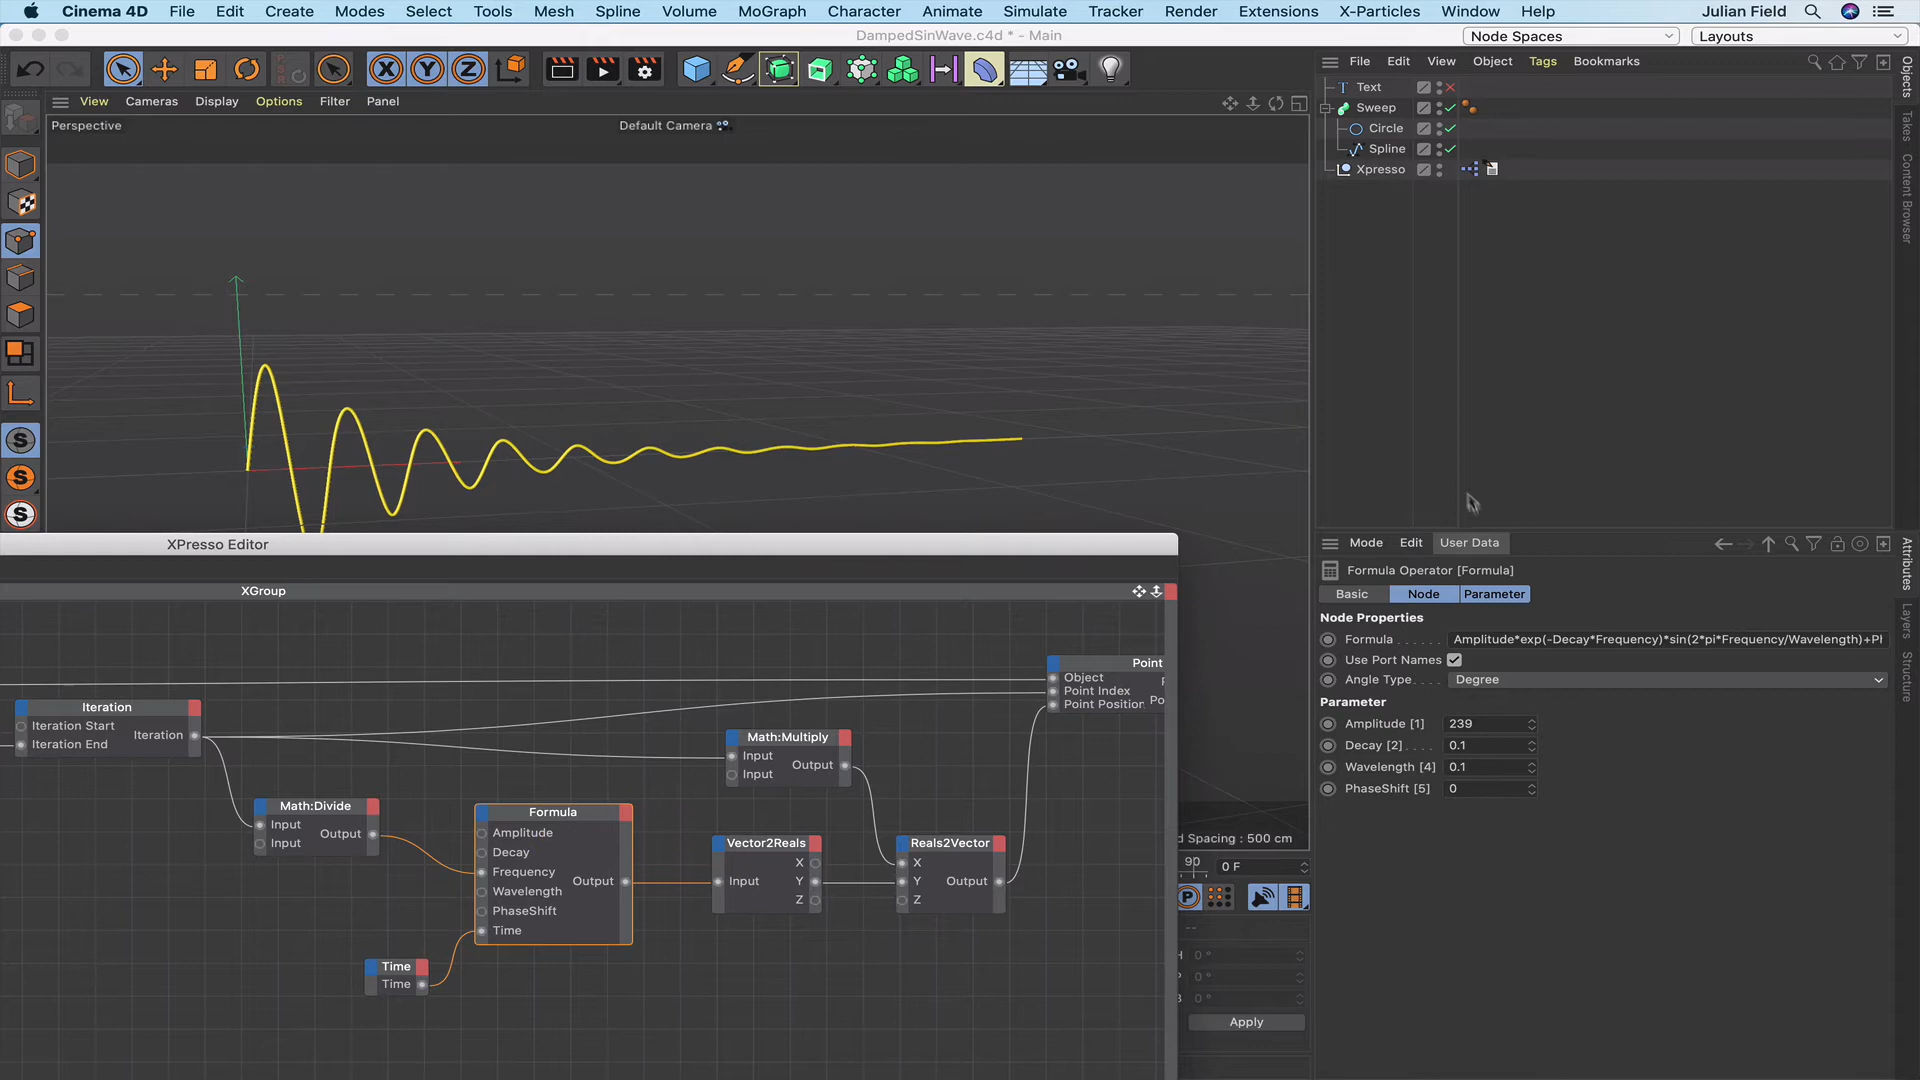 Cinema 4D File Edit Create Modes Select Tools Mesh Spline Volume MoGraph Character Animate Simulate Tracker Render Extensions X-Particles Window Help Julian Field
DampedSinWave.c4d * - Main
Node Spaces
Layouts
X Y Z
File Edit View Object Tags Bookmarks
View Cameras Display Options Filter Panel
Perspective
Default Camera
Text
Sweep
Circle
Spline
Xpresso
Objects
Takes
Content Browser
XPresso Editor
XGroup
Iteration
Iteration Start
Iteration End
Iteration
Math:Divide
Input
Input
Output
Formula
Amplitude
Decay
Frequency
Wavelength
PhaseShift
Time
Output
Time
Time
Math:Multiply
Input
Input
Output
Vector2Reals
Input
X
Y
Z
Reals2Vector
X
Y
Z
Output
Point
Object
Point Index
Point Position
Po
d Spacing : 500 cm
90
0 F
P
--
0 °
0 °
0 °
Apply
Mode Edit User Data
Formula Operator [Formula]
Basic Node Parameter
Node Properties
Formula . . . . . . Amplitude*exp(-Decay*Frequency)*sin(2*pi*Frequency/Wavelength)+Ph
Use Port Names
Angle Type . . . Degree
Parameter
Amplitude [1] 239
Decay [2] . . . . 0.1
Wavelength [4] 0.1
PhaseShift [5] 0
Attributes
Layers
Structure